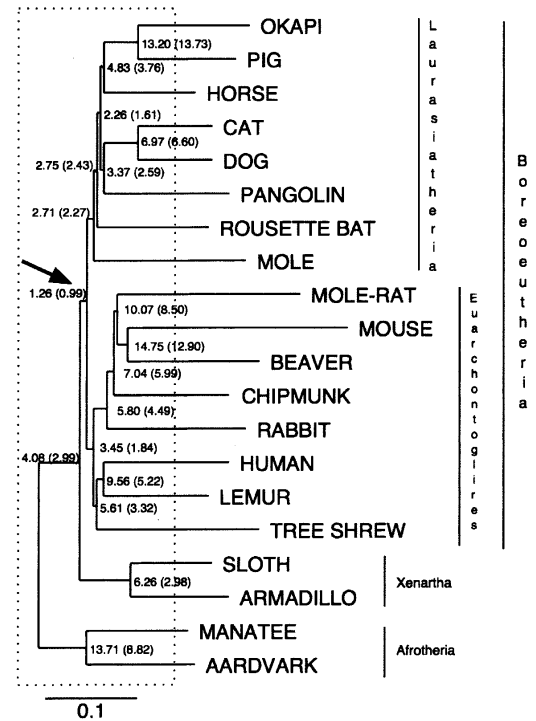 OKAPI
13.20 (13.73)
4.83 (3.76)
PIG
HORSE
2.26 (1.61)
CAT
6.97 (6.60)
2.75 (2.43)
DOG
3.37 (2.59)
PANGOLIN
2.71 (2.27)
ROUSETTE BAT
MOLE
Laurasiatheria
Boreoeutheria
1.26 (0.99)
MOLE-RAT
10.07 (8.50)
MOUSE
14.75 (12.90)
BEAVER
7.04 (5.99)
CHIPMUNK
5.80 (4.49)
RABBIT
3.45 (1.84)
4.08 (2.99)
HUMAN
9.56 (5.22)
LEMUR
5.61 (3.32)
TREE SHREW
Euarchontoglires
SLOTH
6.26 (2.98)
Xenartha
ARMADILLO
MANATEE
13.71 (8.82)
Afrotheria
AARDVARK
0.1